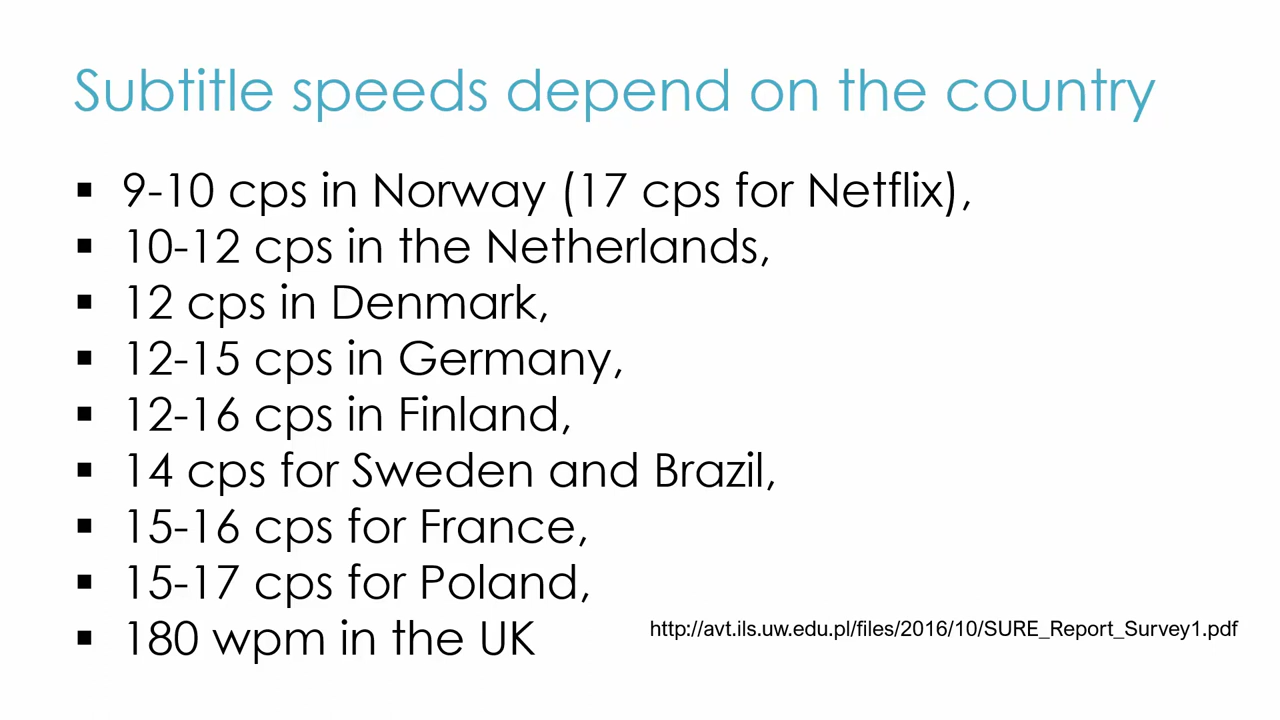 Subtitle speeds depend on the country
▪ 9-10 cps in Norway (17 cps for Netflix),
▪ 10-12 cps in the Netherlands,
▪ 12 cps in Denmark,
▪ 12-15 cps in Germany,
▪ 12-16 cps in Finland,
▪ 14 cps for Sweden and Brazil,
▪ 15-16 cps for France,
▪ 15-17 cps for Poland,
▪ 180 wpm in the UK
http://avt.ils.uw.edu.pl/files/2016/10/SURE_Report_Survey1.pdf